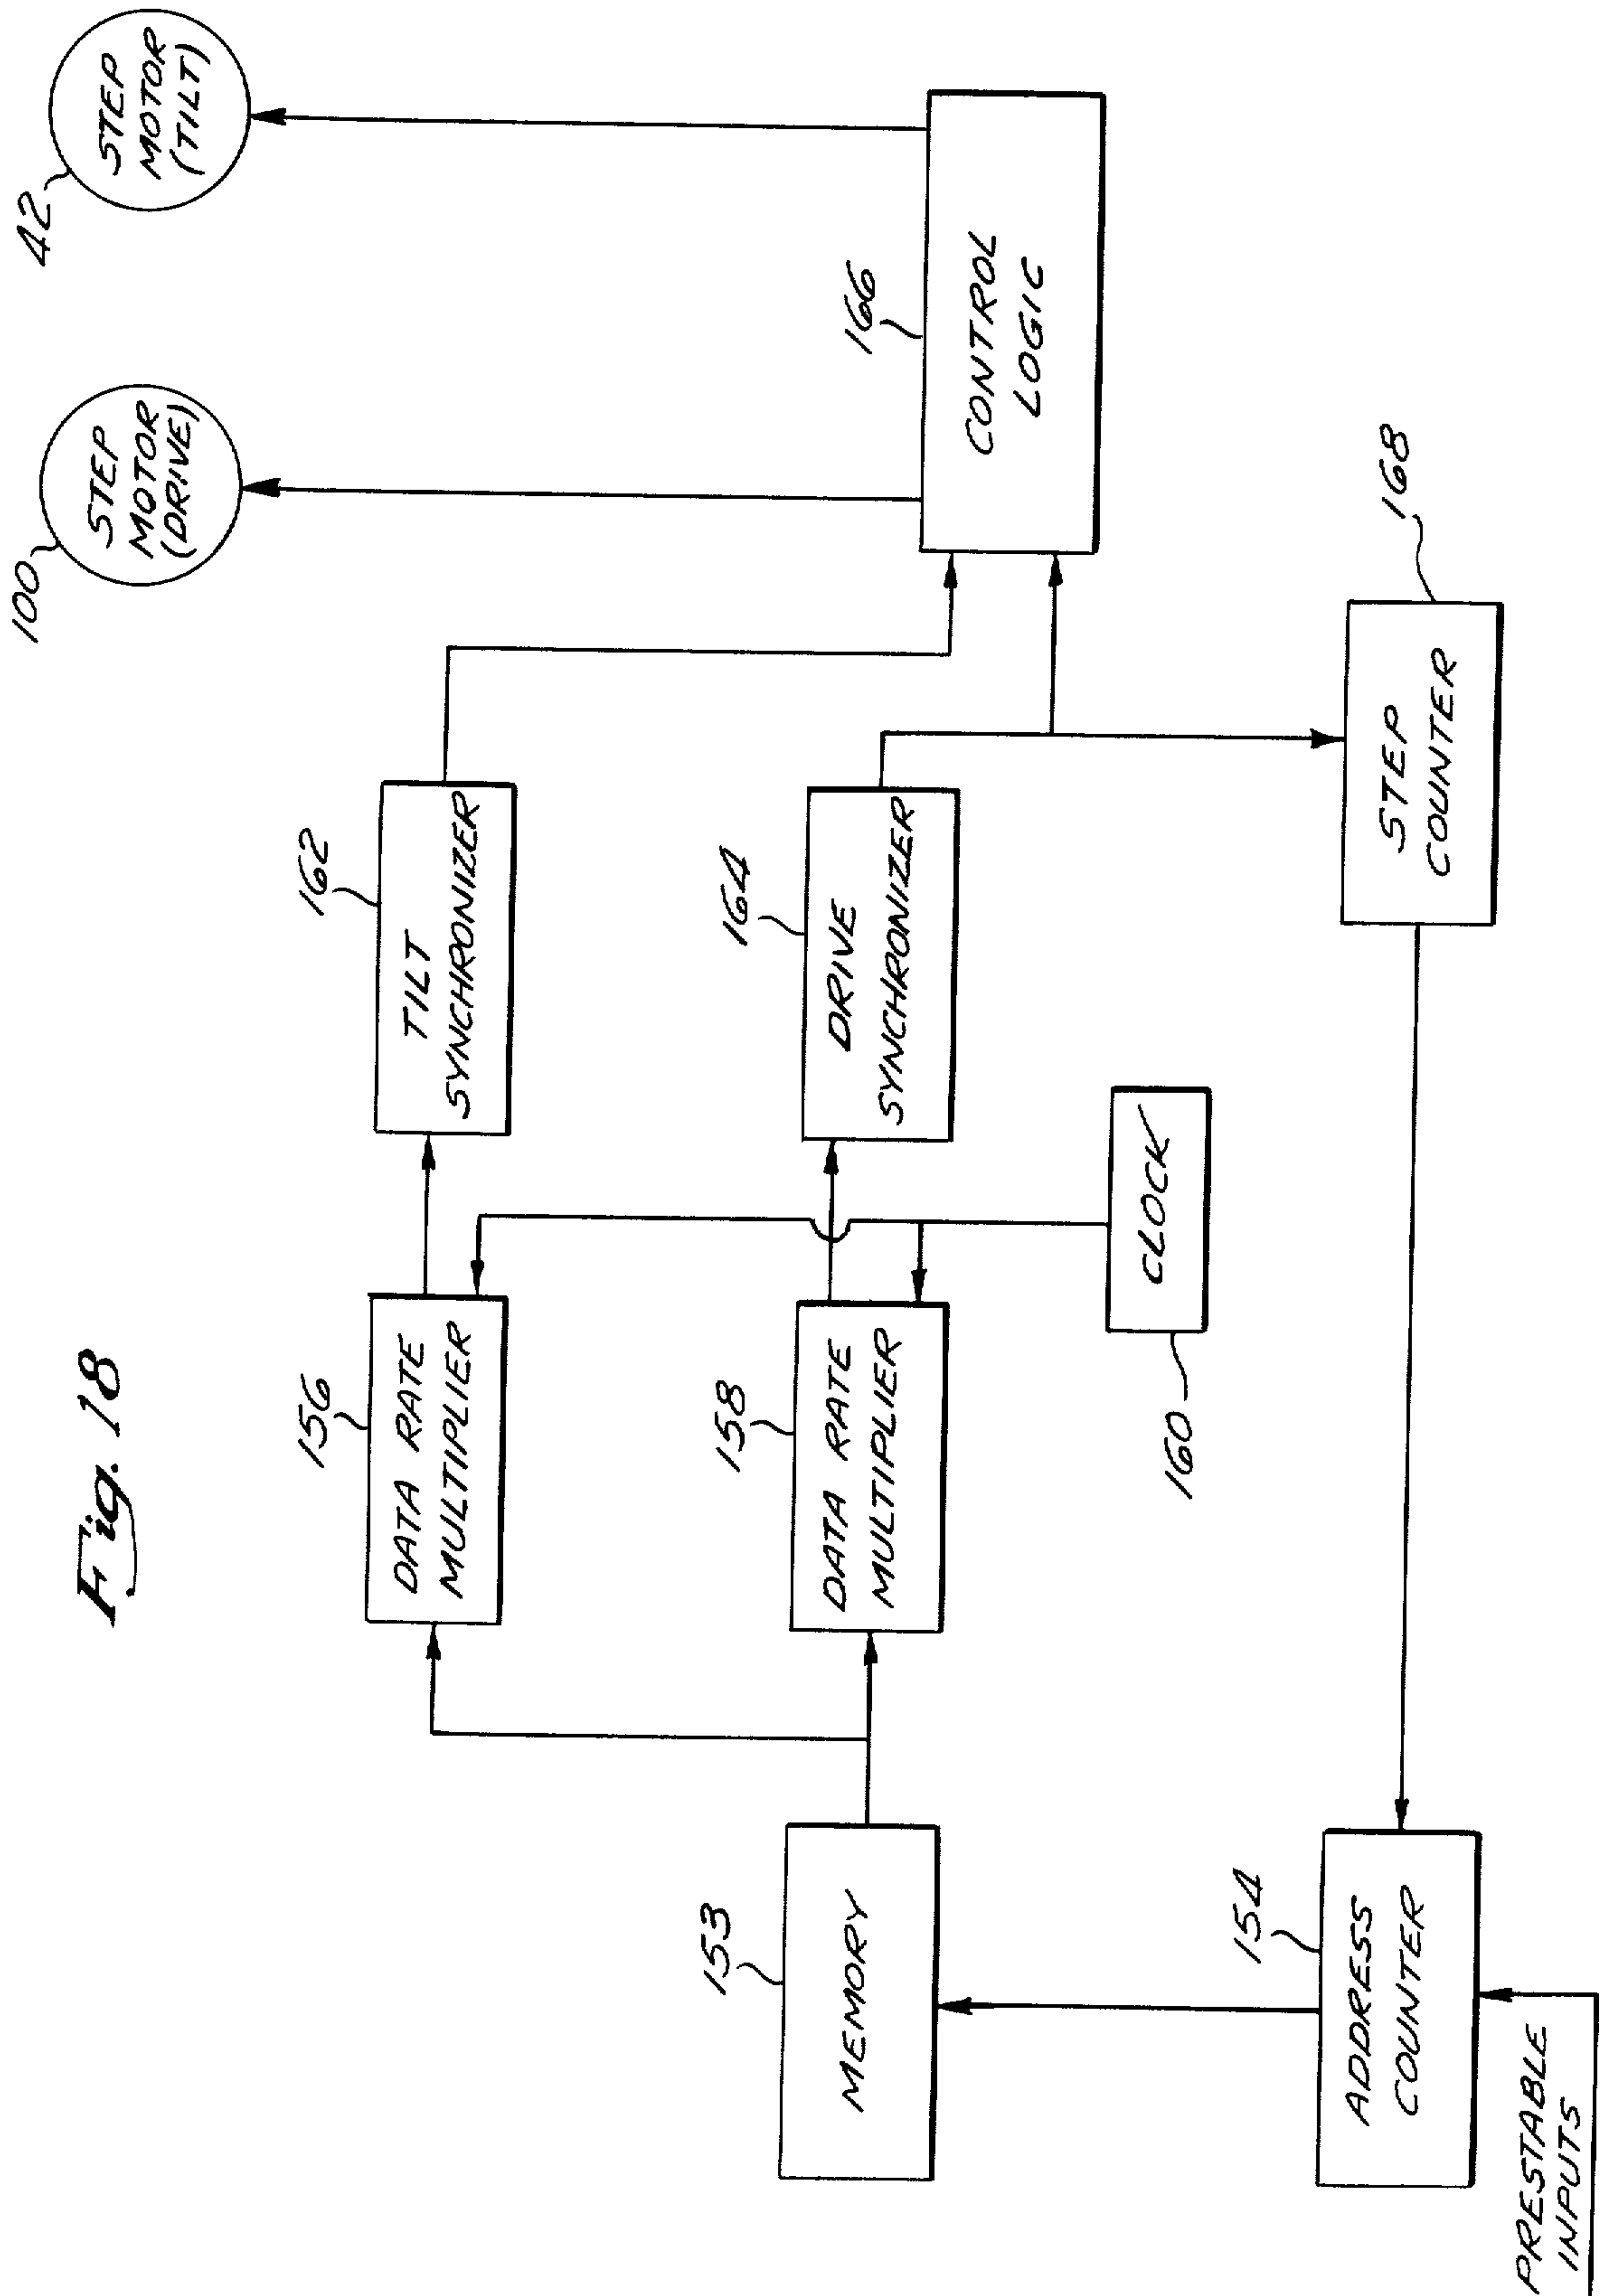 Fig. 18
42
STEP
MOTOR
(TILT)
100
STEP
MOTOR
(DRIVE)
166
CONTROL
LOGIC
162
TILT
SYNCHRONIZER
164
DRIVE
SYNCHRONIZER
168
STEP
COUNTER
156
DATA RATE
MULTIPLIER
158
DATA RATE
MULTIPLIER
CLOCK
160
153
MEMORY
154
ADDRESS
COUNTER
PRESTABLE
INPUTS